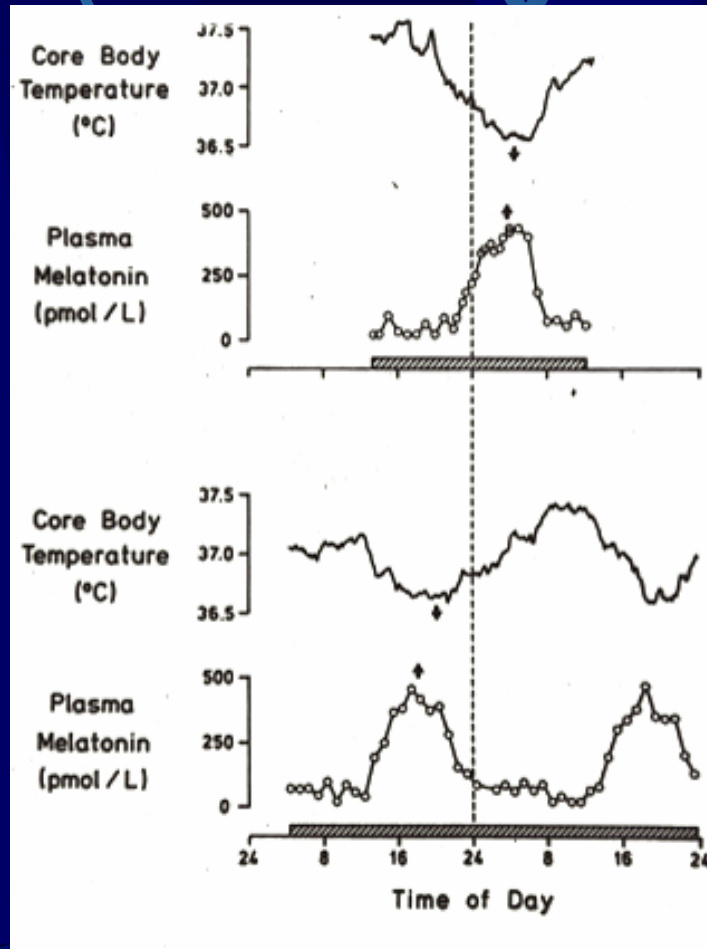 37.5
Core Body
Temperature
(°C)
37.0
36.5
500
Plasma
Melatonin
(pmol/L)
250
0
37.5
Core Body
Temperature
(°C)
37.0
36.5
500
Plasma
Melatonin
(pmol/L)
250
0
24 8 16 24 8 16 24
Time of Day